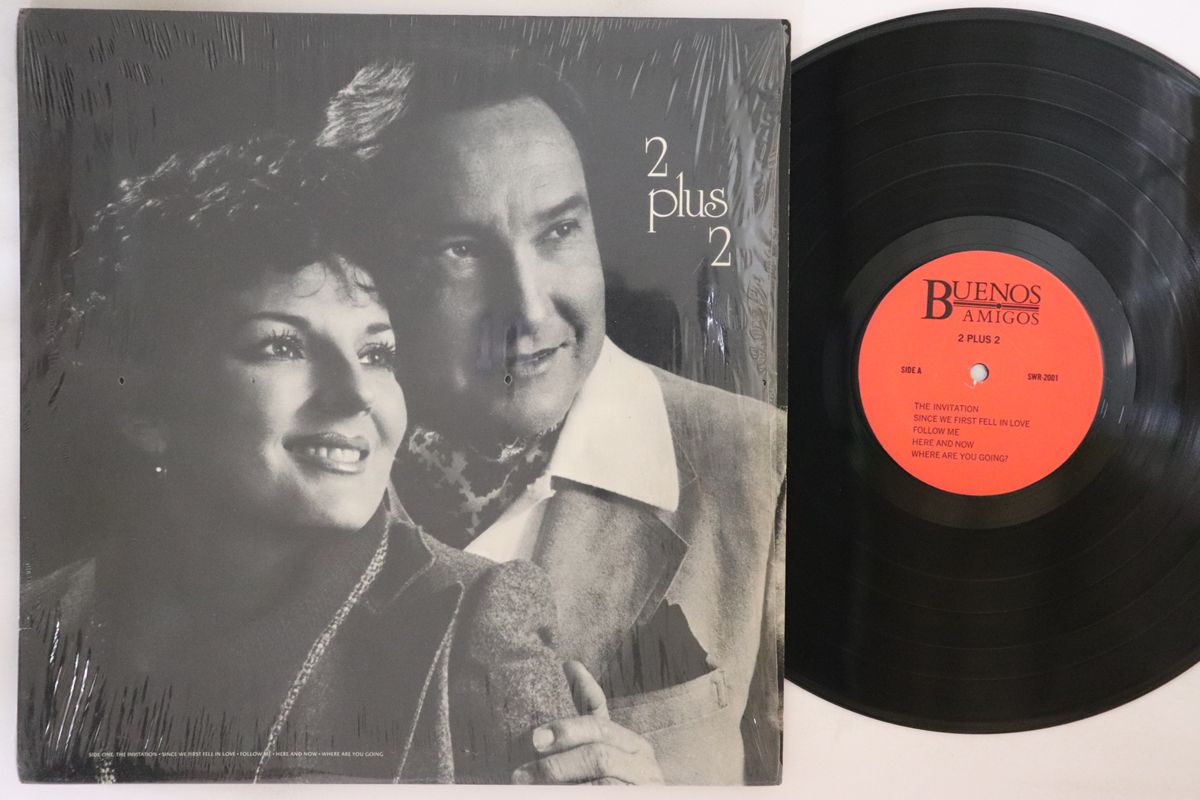 2
plus
2
SIDE ONE: THE INVITATION • SINCE WE FIRST FELL IN LOVE • FOLLOW ME • HERE AND NOW • WHERE ARE YOU GOING
BUENOS
AMIGOS
2 PLUS 2
SIDE A
SWR-2001
THE INVITATION
SINCE WE FIRST FELL IN LOVE
FOLLOW ME
HERE AND NOW
WHERE ARE YOU GOING?